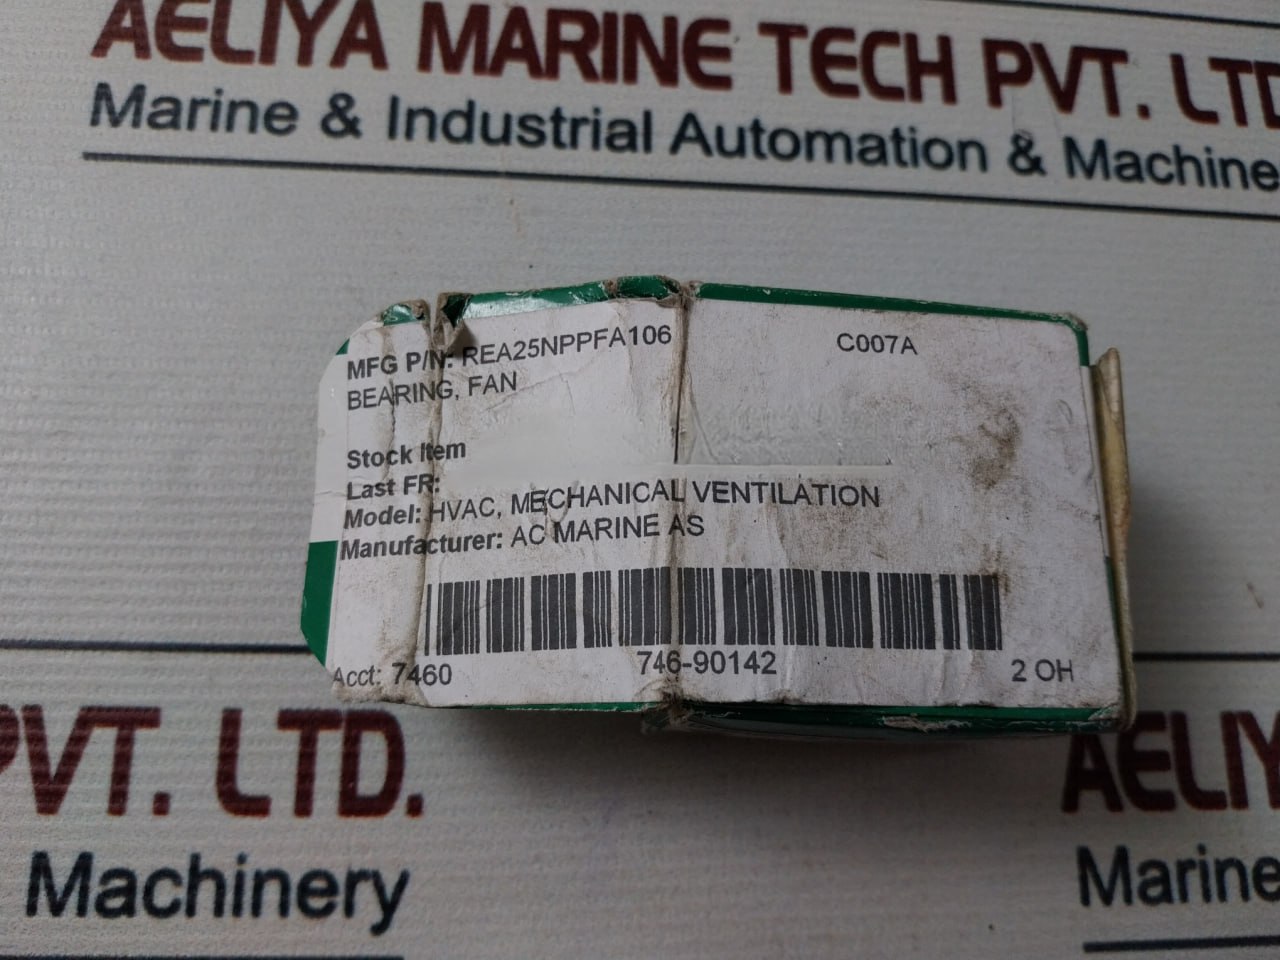 AELIYA MARINE TECH PVT. LTD
Marine & Industrial Automation & Machine
MFG P/N: REA25NPPFA106
C007A
BEARING, FAN
Stock Item
Last FR:
Model: HVAC, MECHANICAL VENTILATION
Manufacturer: AC MARINE AS
Acct: 7460
746-90142
2 OH
PVT. LTD.
Machinery
AELIY
Marine